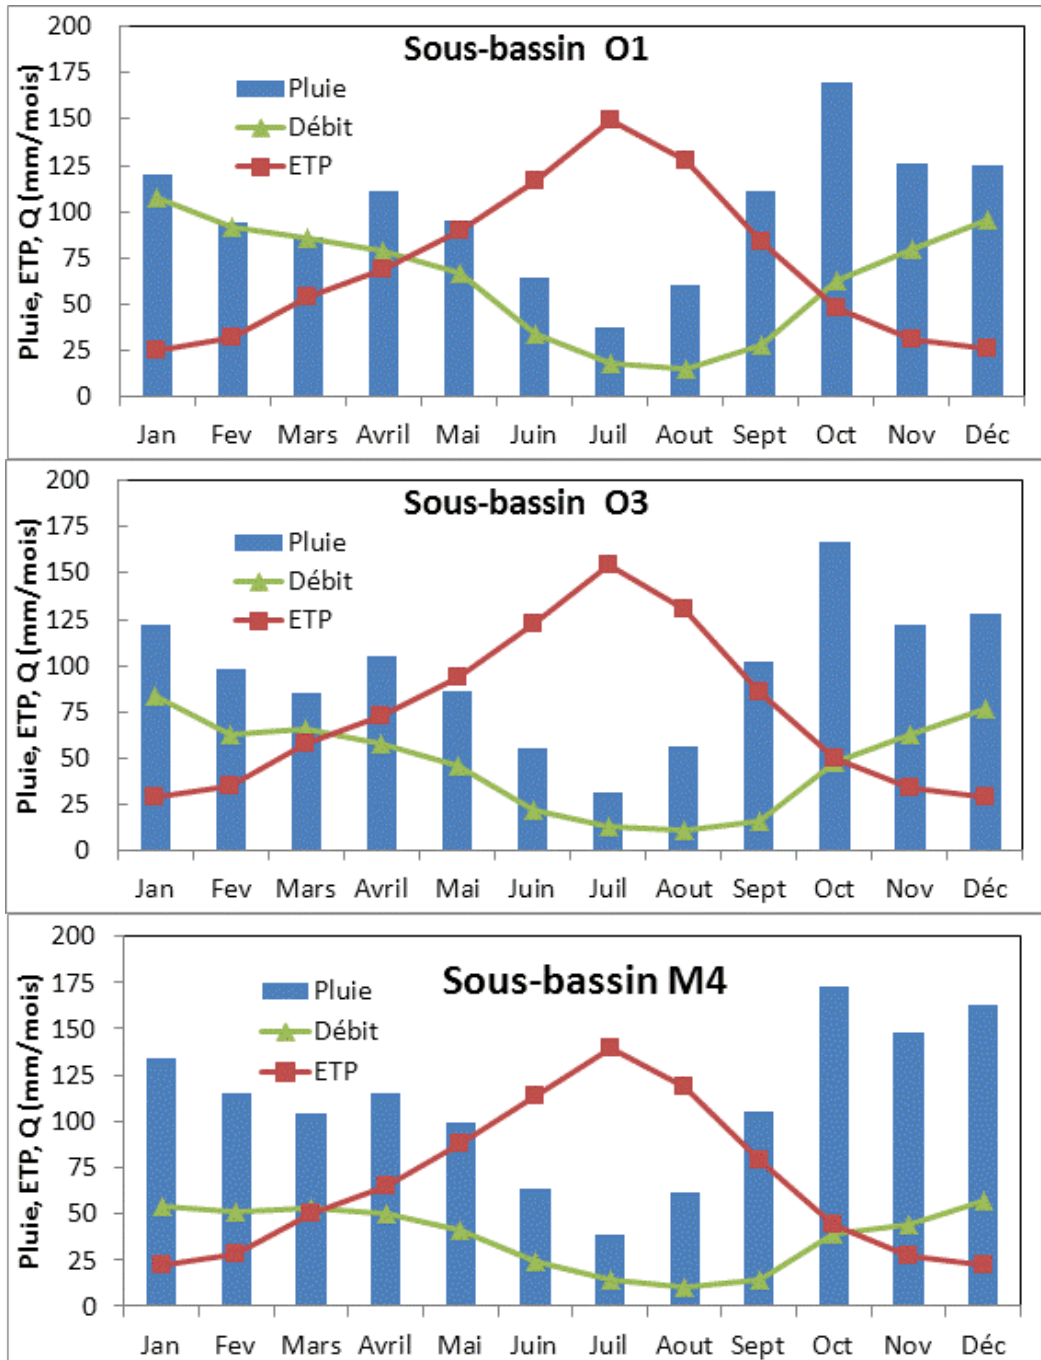 Sous-bassin O1
Pluie, ETP, Q (mm/mois)
200
175
150
125
100
75
50
25
0
Pluie
Débit
ETP
Jan Fev Mars Avril Mai Juin Juil Aout Sept Oct Nov Déc
Sous-bassin O3
Pluie, ETP, Q (mm/mois)
200
175
150
125
100
75
50
25
0
Pluie
Débit
ETP
Jan Fev Mars Avril Mai Juin Juil Aout Sept Oct Nov Déc
Sous-bassin M4
Pluie, ETP, Q (mm/mois)
200
175
150
125
100
75
50
25
0
Pluie
Débit
ETP
Jan Fev Mars Avril Mai Juin Juil Aout Sept Oct Nov Déc